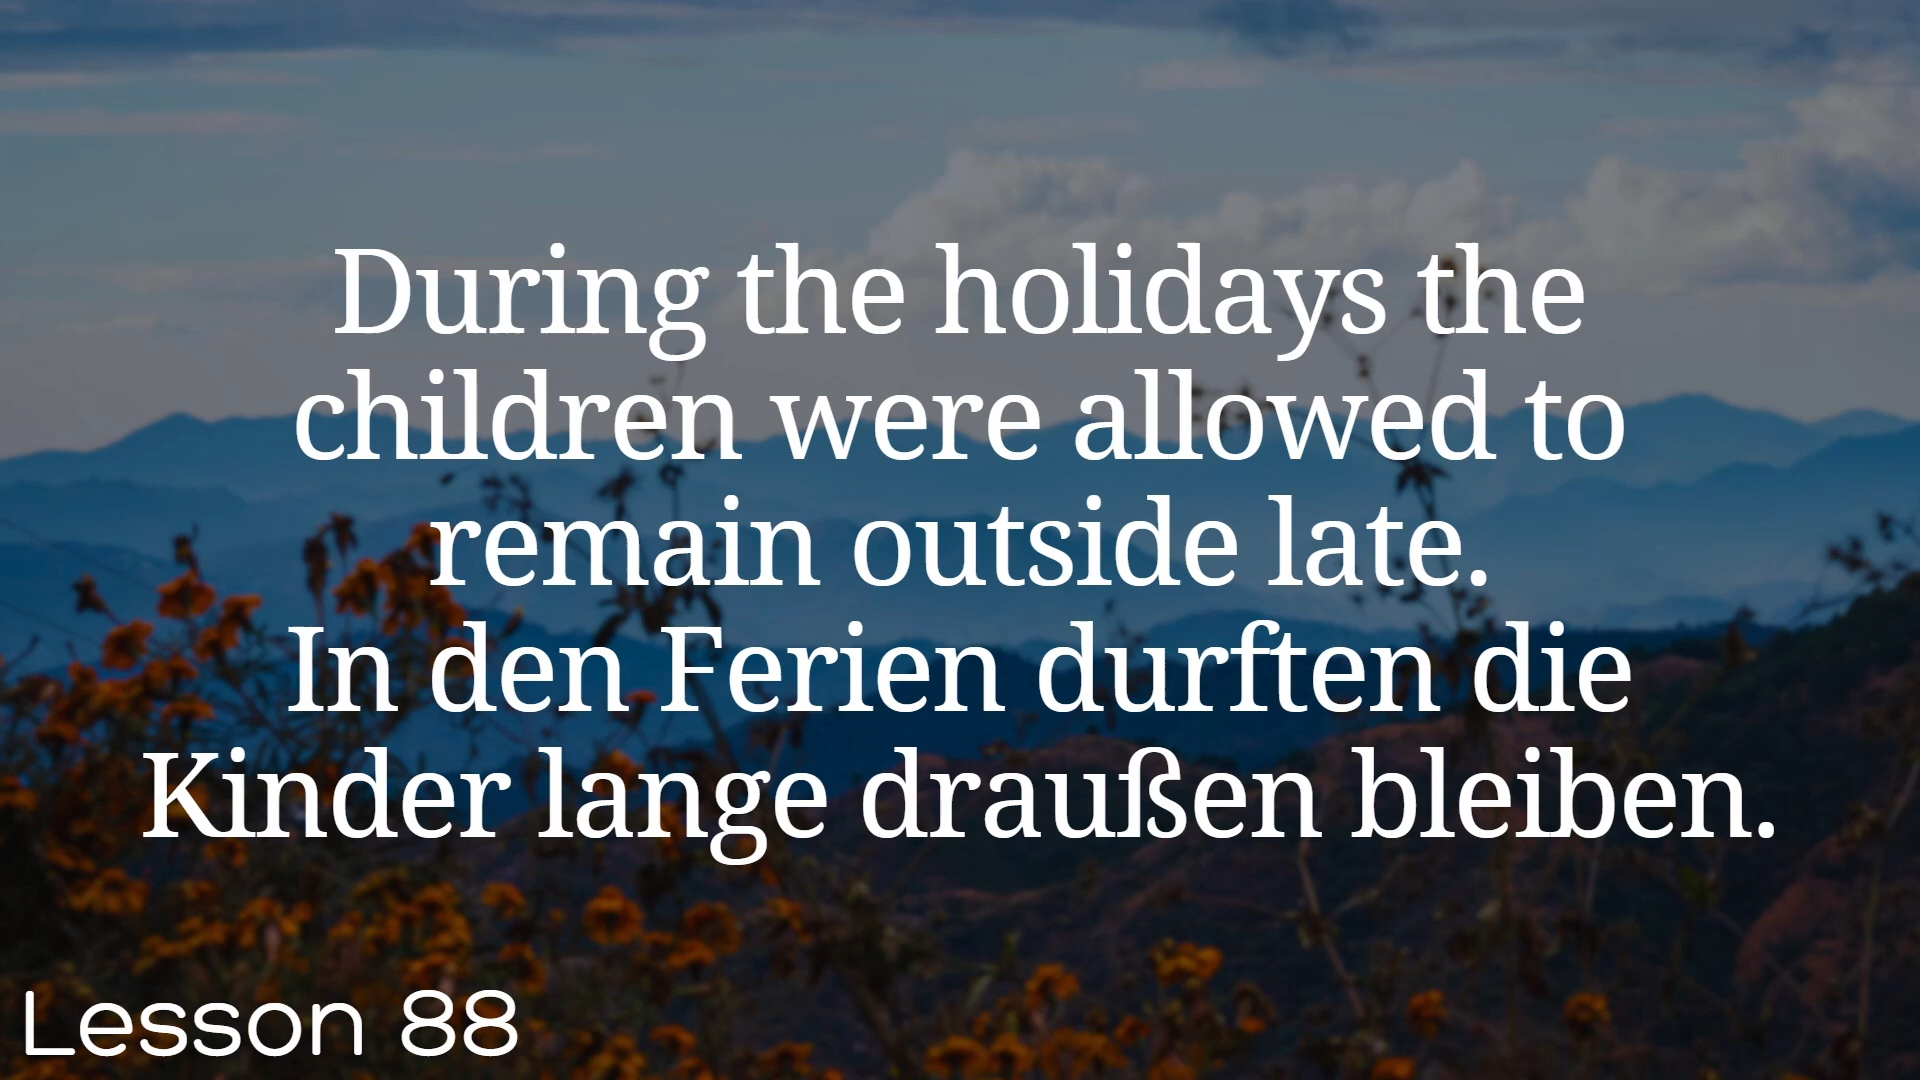 During the holidays the
children were allowed to
remain outside late.
In den Ferien durften die
Kinder lange draußen bleiben.
Lesson 88